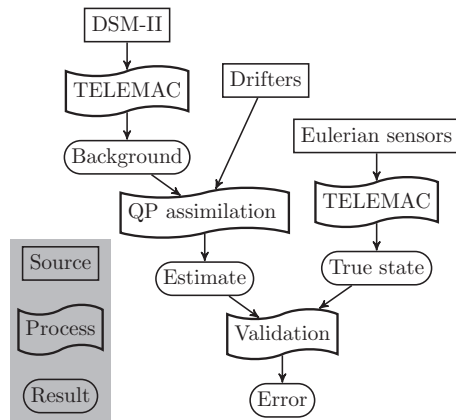 DSM-II
TELEMAC
Drifters
Background
Eulerian sensors
QP assimilation
TELEMAC
Source
Estimate
True state
Process
Validation
Result
Error